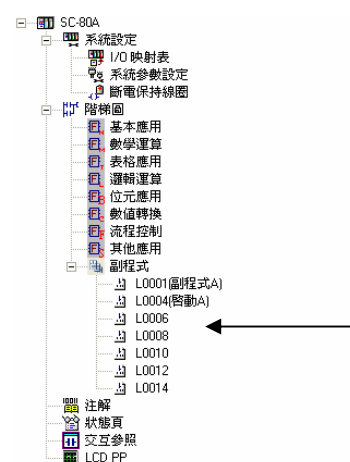 SC-80A
系統設定
I/O 映射表
系統參數設定
斷電保持線圈
階梯圖
基本應用
數學運算
表格應用
邏輯運算
位元應用
數值轉換
流程控制
其他應用
副程式
L0001(副程式A)
L0004(啓動A)
L0006
L0008
L0010
L0012
L0014
注解
狀態頁
交互參照
LCD PP